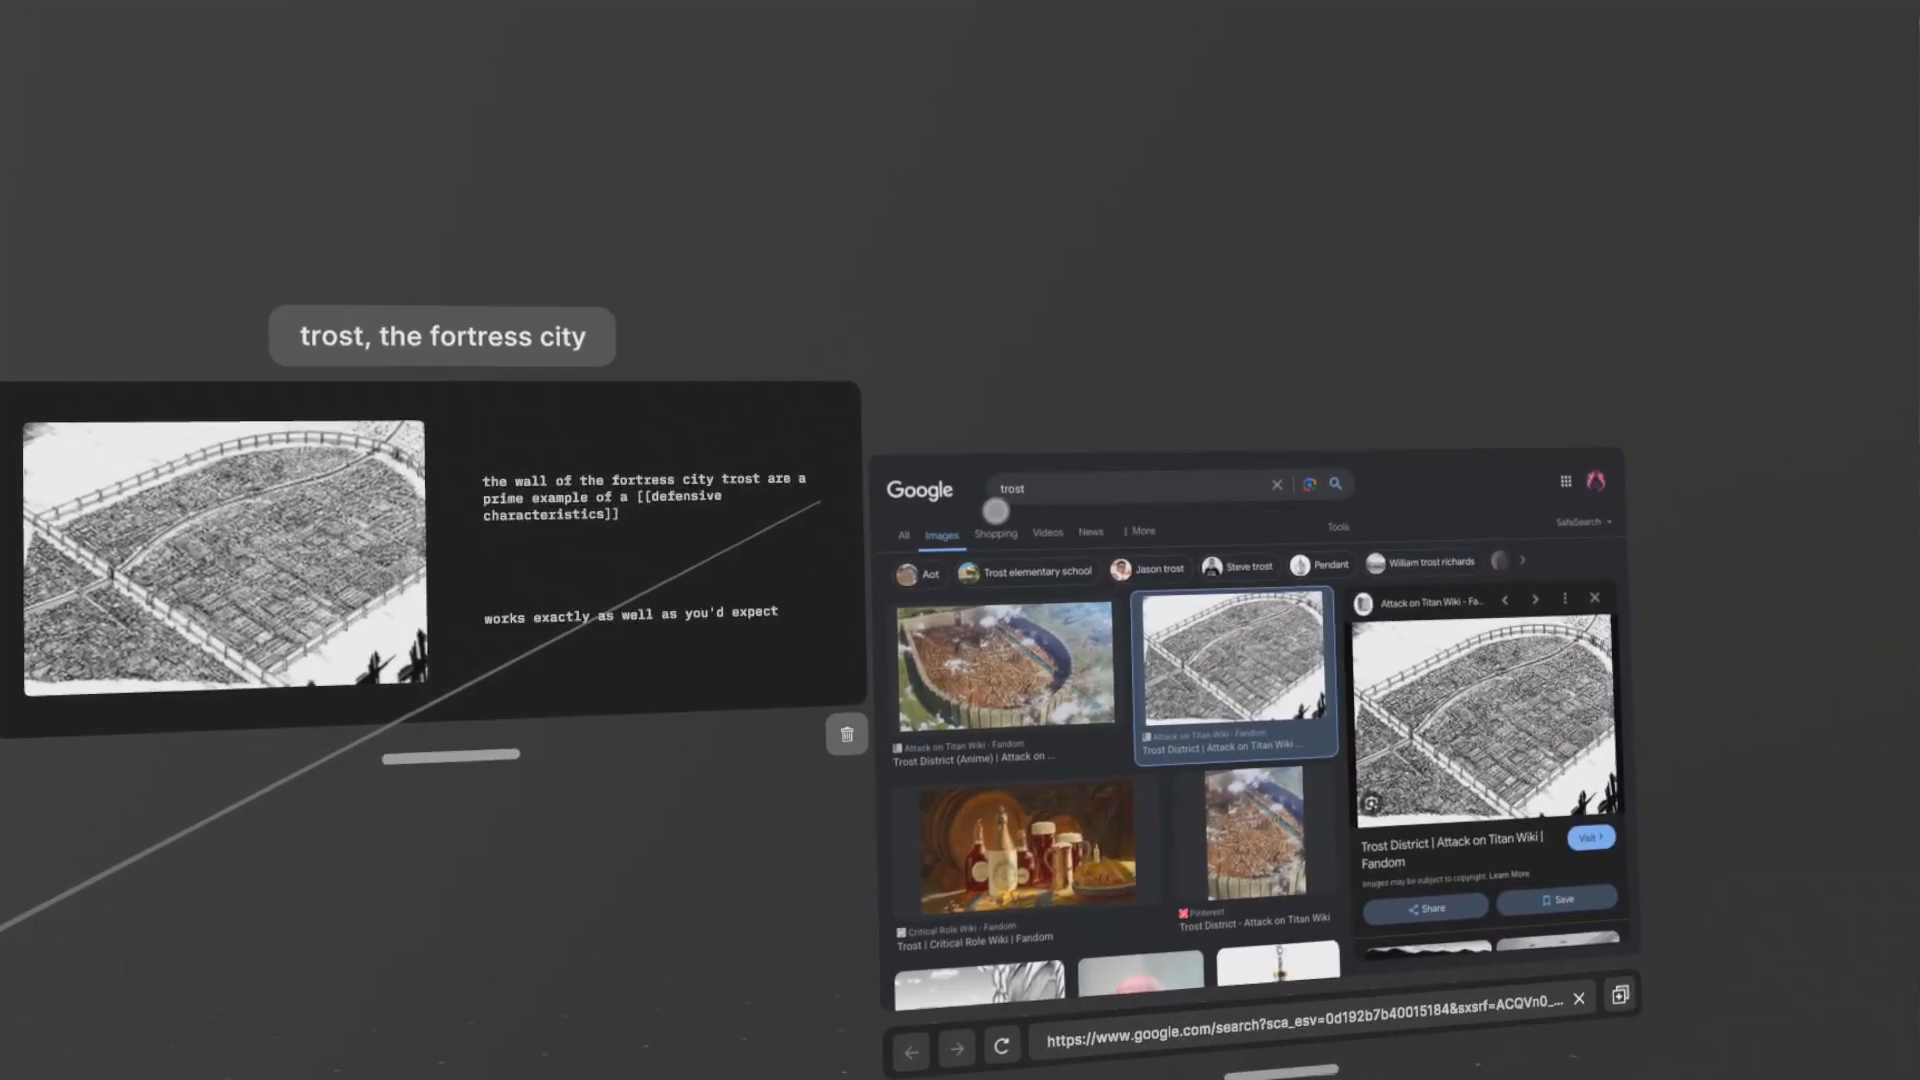 trost, the fortress city
the wall of the fortress city trost are a
prime example of a [[defensive
characteristics]]
works exactly as well as you'd expect
Google
trost
All Images Shopping Videos News More Tools SafeSearch
Aot Trost elementary school Jason trost Steve trost Pendant William trost richards
Attack on Titan Wiki - Fa...
Attack on Titan Wiki - Fandom
Trost District (Anime) | Attack on ...
Attack on Titan Wiki - Fandom
Trost District | Attack on Titan Wiki ...
Trost District | Attack on Titan Wiki |
Fandom
Visit
Images may be subject to copyright. Learn More
Share Save
Critical Role Wiki - Fandom
Trost | Critical Role Wiki | Fandom
Pinterest
Trost District - Attack on Titan Wiki
https://www.google.com/search?sca_esv=0d192b7b40015184&sxsrf=ACQVn0_...